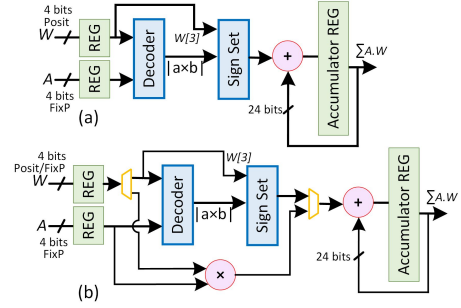 4 bits
Posit
W
REG
W[3]
Decoder
|a×b|
Sign Set
+
Accumulator REG
∑A.W
A
REG
4 bits
FixP
24 bits
(a)
4 bits
Posit/FixP
W
REG
W[3]
Decoder
|a×b|
Sign Set
+
Accumulator REG
∑A.W
A
REG
4 bits
FixP
×
24 bits
(b)